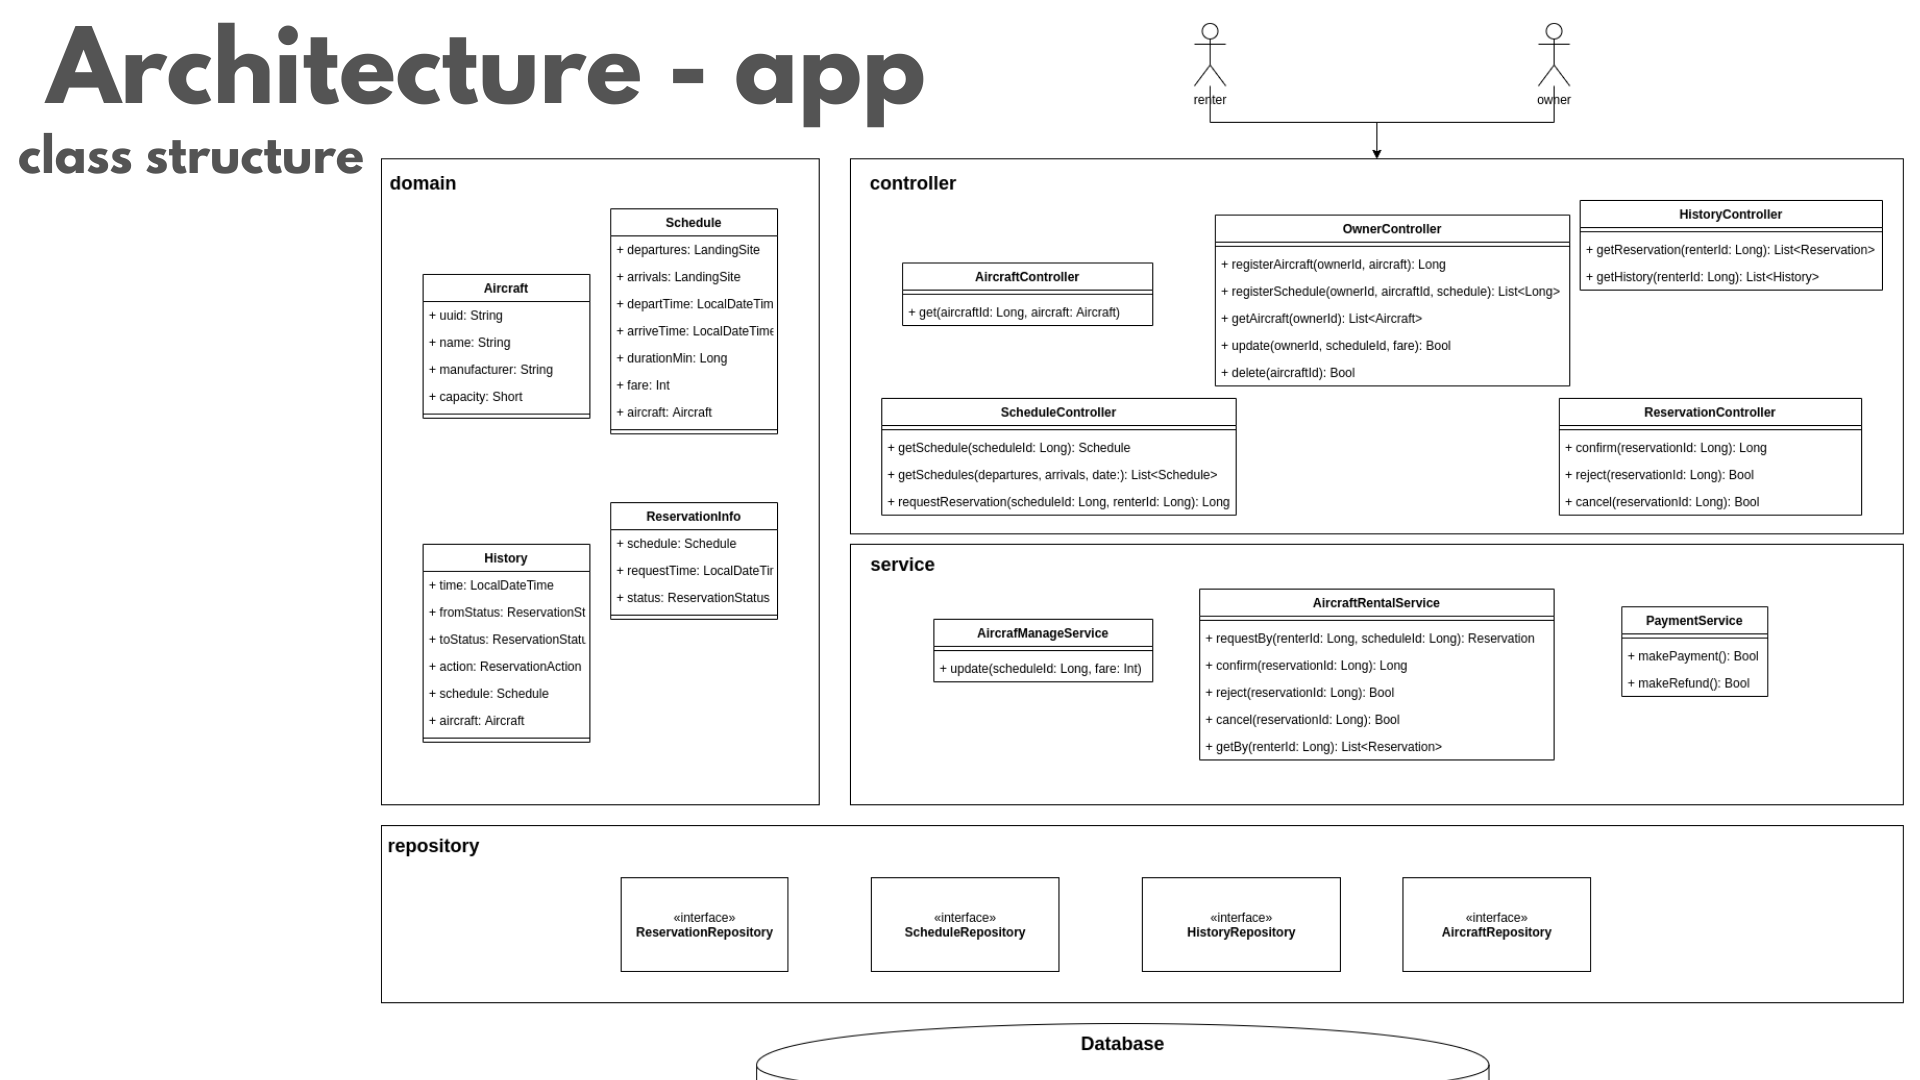 Architecture - app
class structure
renter
owner
domain
Schedule
+ departures: LandingSite
+ arrivals: LandingSite
+ departTime: LocalDateTim
+ arriveTime: LocalDateTime
+ durationMin: Long
+ fare: Int
+ aircraft: Aircraft
Aircraft
+ uuid: String
+ name: String
+ manufacturer: String
+ capacity: Short
ReservationInfo
+ schedule: Schedule
+ requestTime: LocalDateTir
+ status: ReservationStatus
History
+ time: LocalDateTime
+ fromStatus: ReservationSt
+ toStatus: ReservationStatu
+ action: ReservationAction
+ schedule: Schedule
+ aircraft: Aircraft
controller
AircraftController
+ get(aircraftId: Long, aircraft: Aircraft)
OwnerController
+ registerAircraft(ownerId, aircraft): Long
+ registerSchedule(ownerId, aircraftId, schedule): List<Long>
+ getAircraft(ownerId): List<Aircraft>
+ update(ownerId, scheduleId, fare): Bool
+ delete(aircraftId): Bool
HistoryController
+ getReservation(renterId: Long): List<Reservation>
+ getHistory(renterId: Long): List<History>
ScheduleController
+ getSchedule(scheduleId: Long): Schedule
+ getSchedules(departures, arrivals, date:): List<Schedule>
+ requestReservation(scheduleId: Long, renterId: Long): Long
ReservationController
+ confirm(reservationId: Long): Long
+ reject(reservationId: Long): Bool
+ cancel(reservationId: Long): Bool
service
AircrafManageService
+ update(scheduleId: Long, fare: Int)
AircraftRentalService
+ requestBy(renterId: Long, scheduleId: Long): Reservation
+ confirm(reservationId: Long): Long
+ reject(reservationId: Long): Bool
+ cancel(reservationId: Long): Bool
+ getBy(renterId: Long): List<Reservation>
PaymentService
+ makePayment(): Bool
+ makeRefund(): Bool
repository
«interface»
ReservationRepository
«interface»
ScheduleRepository
«interface»
HistoryRepository
«interface»
AircraftRepository
Database